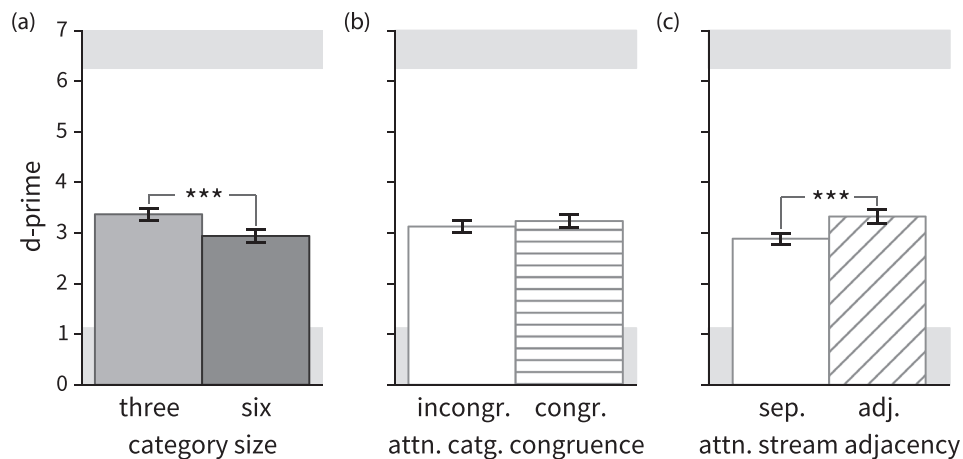 (a)
(b)
(c)
7
6
5
4
3
2
1
0
d-prime
***
***
three six
category size
incongr. congr.
attn. catg. congruence
sep. adj.
attn. stream adjacency